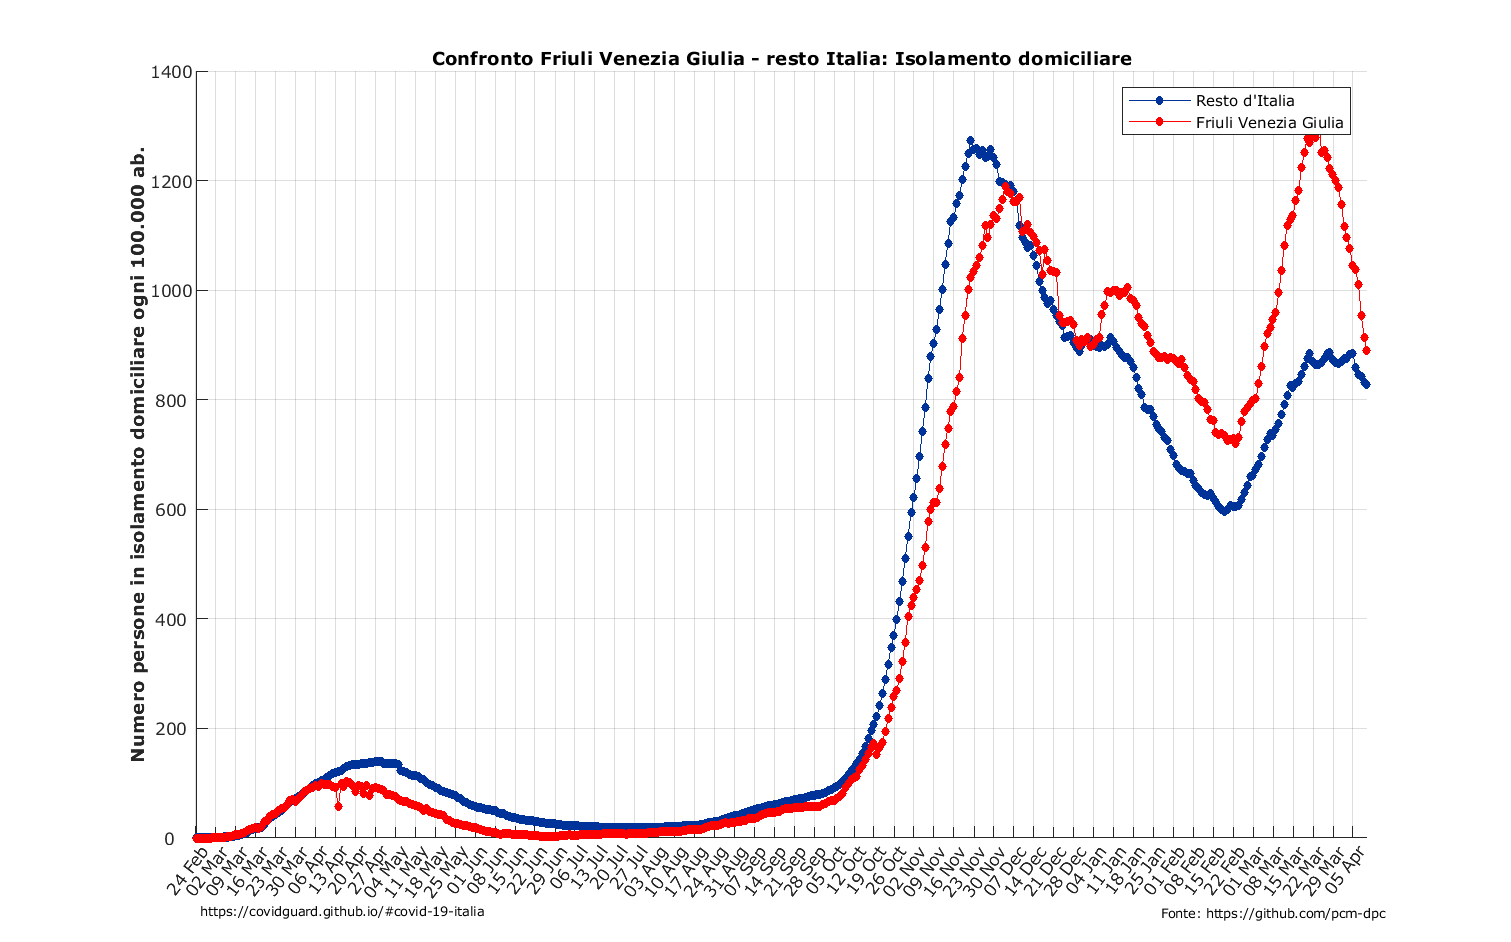 Confronto Friuli Venezia Giulia - resto Italia: Isolamento domiciliare
Numero persone in isolamento domiciliare ogni 100.000 ab.
1400
1200
1000
800
600
400
200
0
Resto d'Italia
Friuli Venezia Giulia
24 Feb
02 Mar
09 Mar
16 Mar
23 Mar
30 Mar
06 Apr
13 Apr
20 Apr
27 Apr
04 May
11 May
18 May
25 May
01 Jun
08 Jun
15 Jun
22 Jun
29 Jun
06 Jul
13 Jul
20 Jul
27 Jul
03 Aug
10 Aug
17 Aug
24 Aug
31 Aug
07 Sep
14 Sep
21 Sep
28 Sep
05 Oct
12 Oct
19 Oct
26 Oct
02 Nov
09 Nov
16 Nov
23 Nov
30 Nov
07 Dec
14 Dec
21 Dec
28 Dec
04 Jan
11 Jan
18 Jan
25 Jan
01 Feb
08 Feb
15 Feb
22 Feb
01 Mar
08 Mar
15 Mar
22 Mar
29 Mar
05 Apr
https://covidguard.github.io/#covid-19-italia
Fonte: https://github.com/pcm-dpc